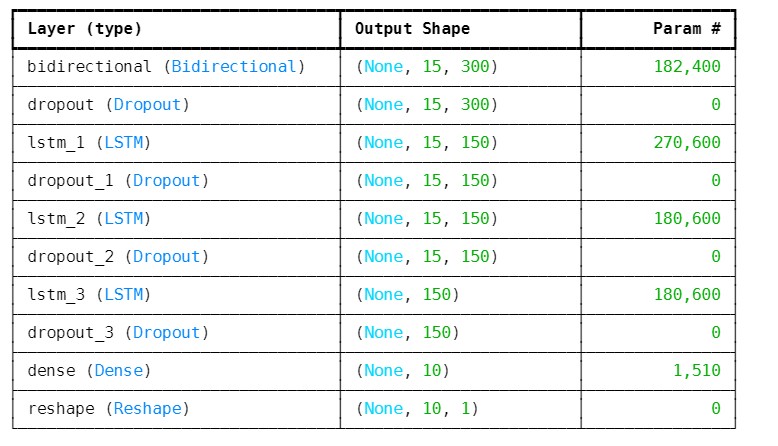 Layer (type) Output Shape Param #
bidirectional (Bidirectional) (None, 15, 300) 182,400
dropout (Dropout) (None, 15, 300) 0
lstm_1 (LSTM) (None, 15, 150) 270,600
dropout_1 (Dropout) (None, 15, 150) 0
lstm_2 (LSTM) (None, 15, 150) 180,600
dropout_2 (Dropout) (None, 15, 150) 0
lstm_3 (LSTM) (None, 150) 180,600
dropout_3 (Dropout) (None, 150) 0
dense (Dense) (None, 10) 1,510
reshape (Reshape) (None, 10, 1) 0